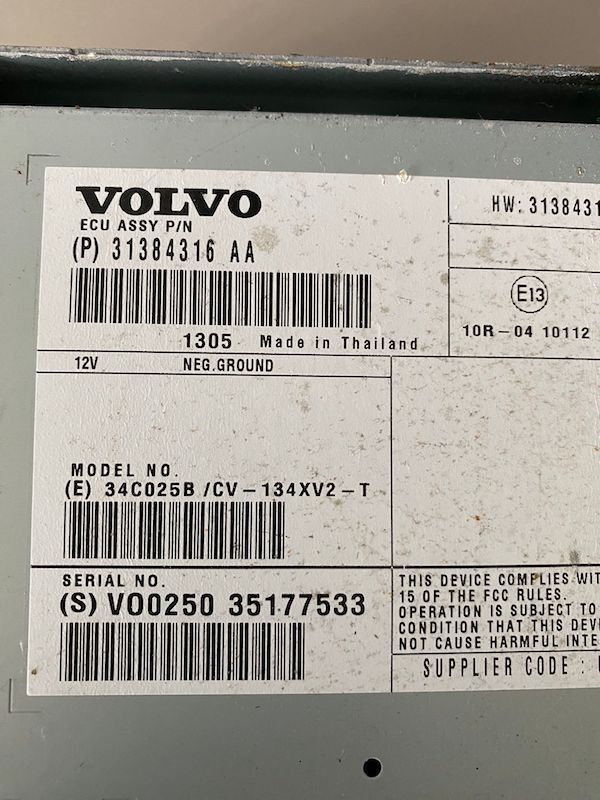 VOLVO
ECU ASSY P/N
(P) 31384316 AA
1305 Made in Thailand
HW: 3138431
E13
10R-04 10112
12V NEG.GROUND
MODEL NO.
(E) 34C025B /CV-134XV2-T
SERIAL NO.
(S) V00250 35177533
THIS DEVICE COMPLIES WIT
15 OF THE FCC RULES.
OPERATION IS SUBJECT TO
CONDITION THAT THIS DEV
NOT CAUSE HARMFUL INTE
SUPPLIER CODE :